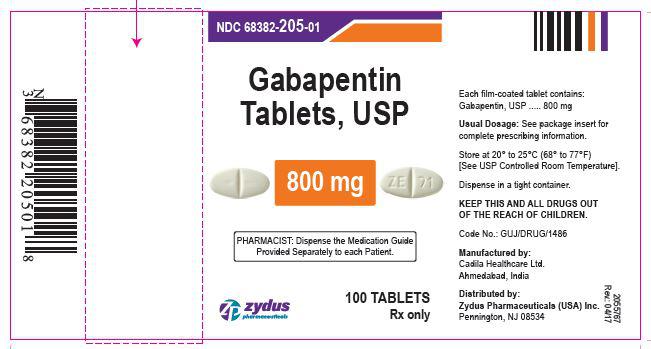 NDC 68382-205-01
Gabapentin
Tablets, USP
800 mg
ZE 71
PHARMACIST: Dispense the Medication Guide
Provided Separately to each Patient.
zydus
pharmaceuticals
100 TABLETS
Rx only
Each film-coated tablet contains:
Gabapentin, USP ..... 800 mg
Usual Dosage: See package insert for
complete prescribing information.
Store at 20° to 25°C (68° to 77°F)
[See USP Controlled Room Temperature].
Dispense in a tight container.
KEEP THIS AND ALL DRUGS OUT
OF THE REACH OF CHILDREN.
Code No.: GUJ/DRUG/1486
Manufactured by:
Cadila Healthcare Ltd.
Ahmedabad, India
Distributed by:
Zydus Pharmaceuticals (USA) Inc.
Pennington, NJ 08534
2055767
Rev.: 04/17
N
3 68382 20501 8